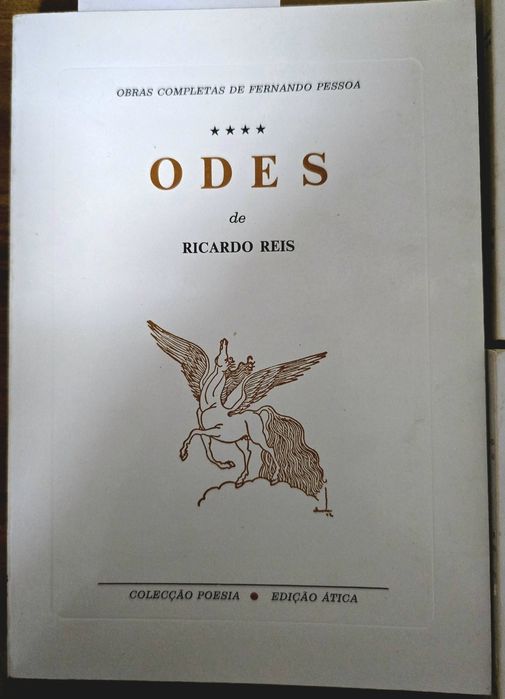 OBRAS COMPLETAS DE FERNANDO PESSOA
★★★★
ODES
de
RICARDO REIS
COLECÇÃO POESIA ● EDIÇÃO ÁTICA